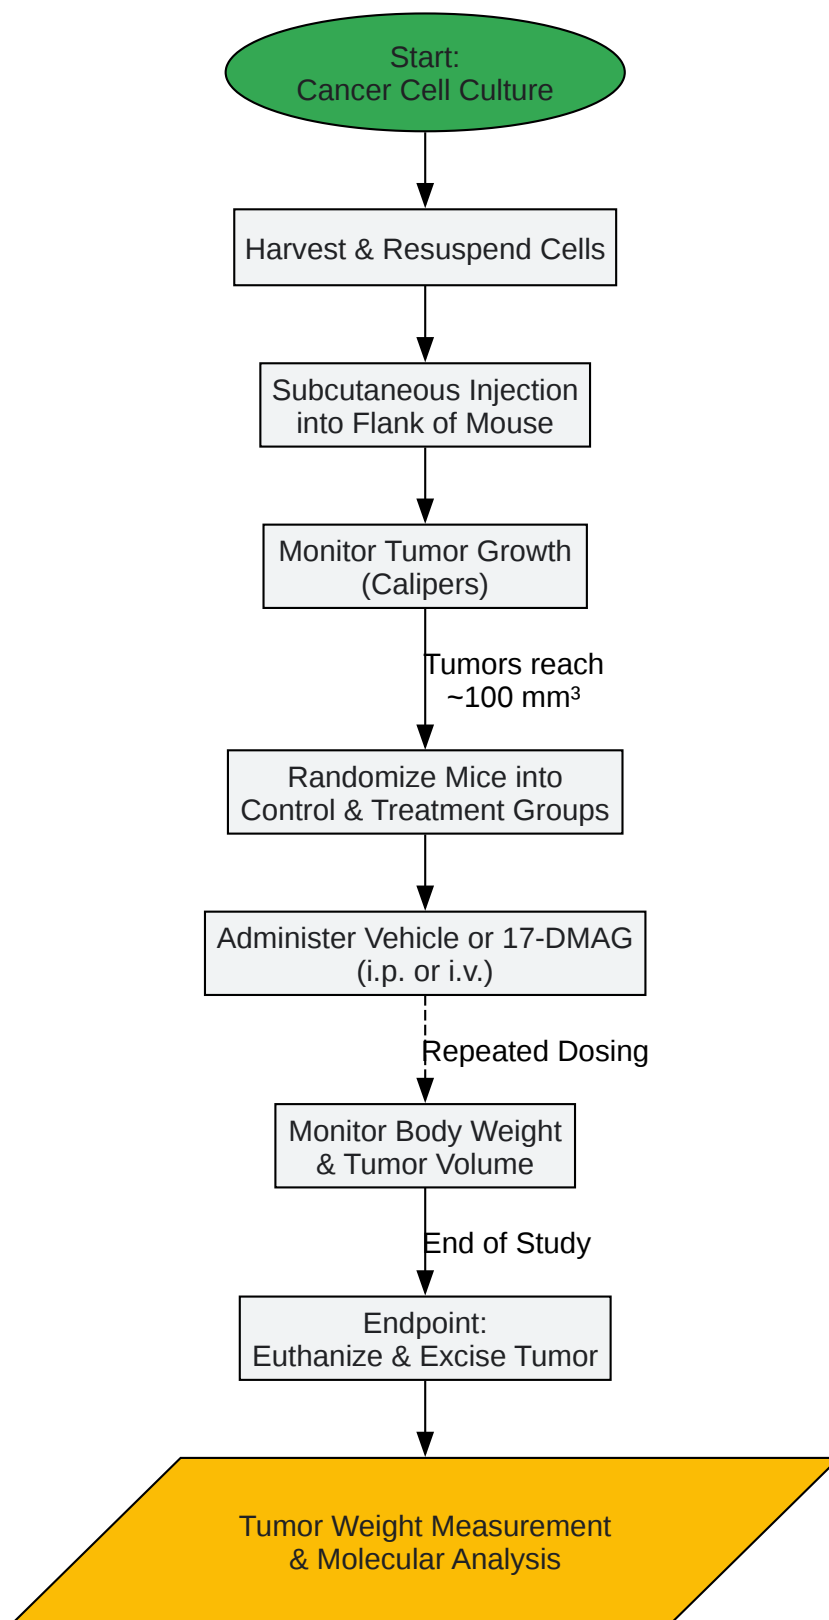 Start:
Cancer Cell Culture
Harvest & Resuspend Cells
Subcutaneous Injection
into Flank of Mouse
Monitor Tumor Growth
(Calipers)
Tumors reach
~100 mm³
Randomize Mice into
Control & Treatment Groups
Administer Vehicle or 17-DMAG
(i.p. or i.v.)
Repeated Dosing
Monitor Body Weight
& Tumor Volume
End of Study
Endpoint:
Euthanize & Excise Tumor
Tumor Weight Measurement
& Molecular Analysis